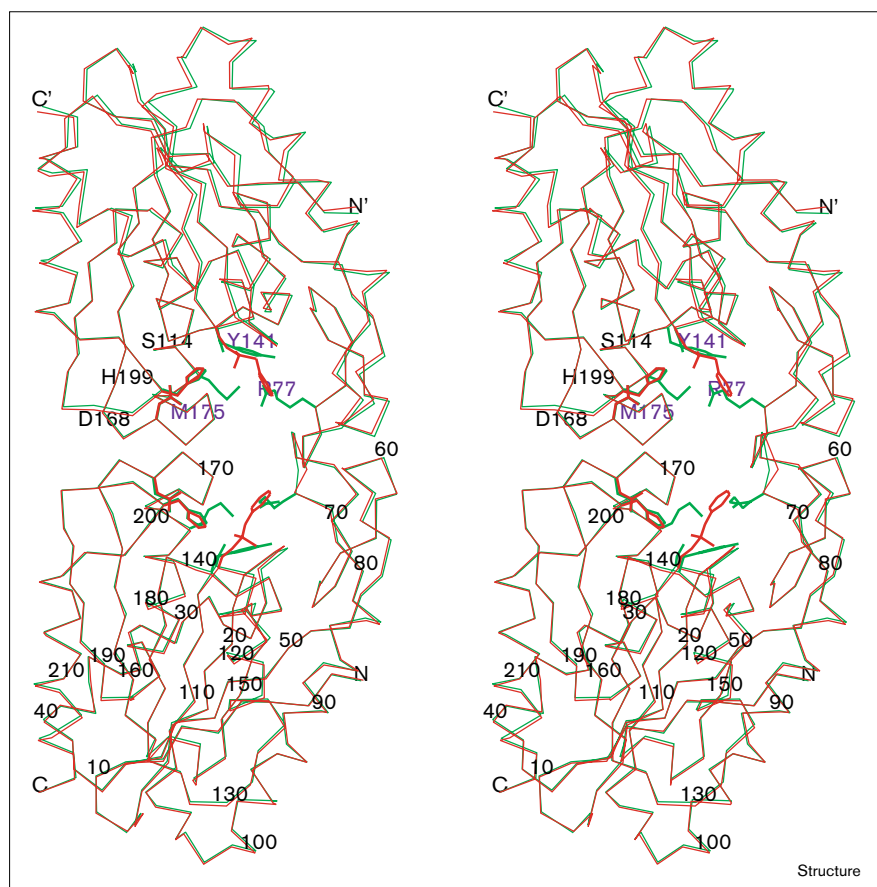 C' C'
N' N'
S114 Y141 S114 Y141
H199 R77 H199 R77
D168 M175 D168 M175
60 60
170 170
200 70 200 70
140 80 140 80
180 30 180 30
20 50 20 50
190 160 120 190 160 120
210 110 150 N 210 110 150 N
40 90 40 90
10 10
C 130 C 130
100 100
Structure